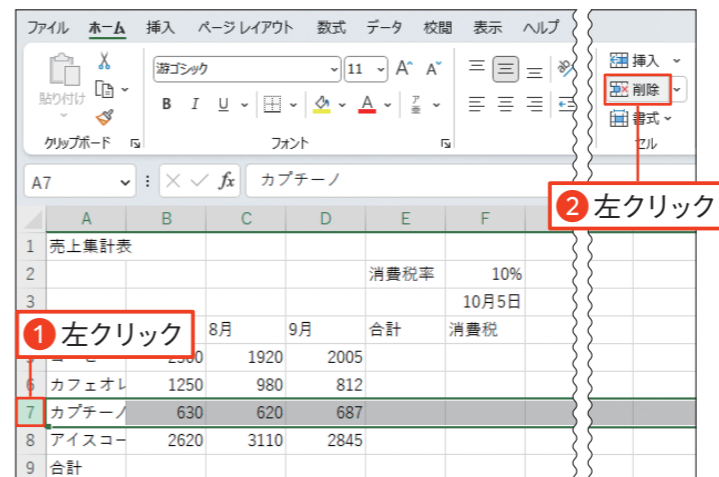 ファイル ホーム 挿入 ページ レイアウト 数式 データ 校閲 表示 ヘルプ
游ゴシック 11 A^ Aˇ
挿入
貼り付け
B I U A
削除
書式
クリップボード フォント セル
A7 fx カプチーノ
2 左クリック
A B C D E F
1 売上集計表
2 消費税率 10%
3 10月5日
1 左クリック 8月 9月 合計 消費税
1920 2005
6 カフェオレ 1250 980 812
7 カプチーノ 630 620 687
8 アイスコー 2620 3110 2845
9 合計